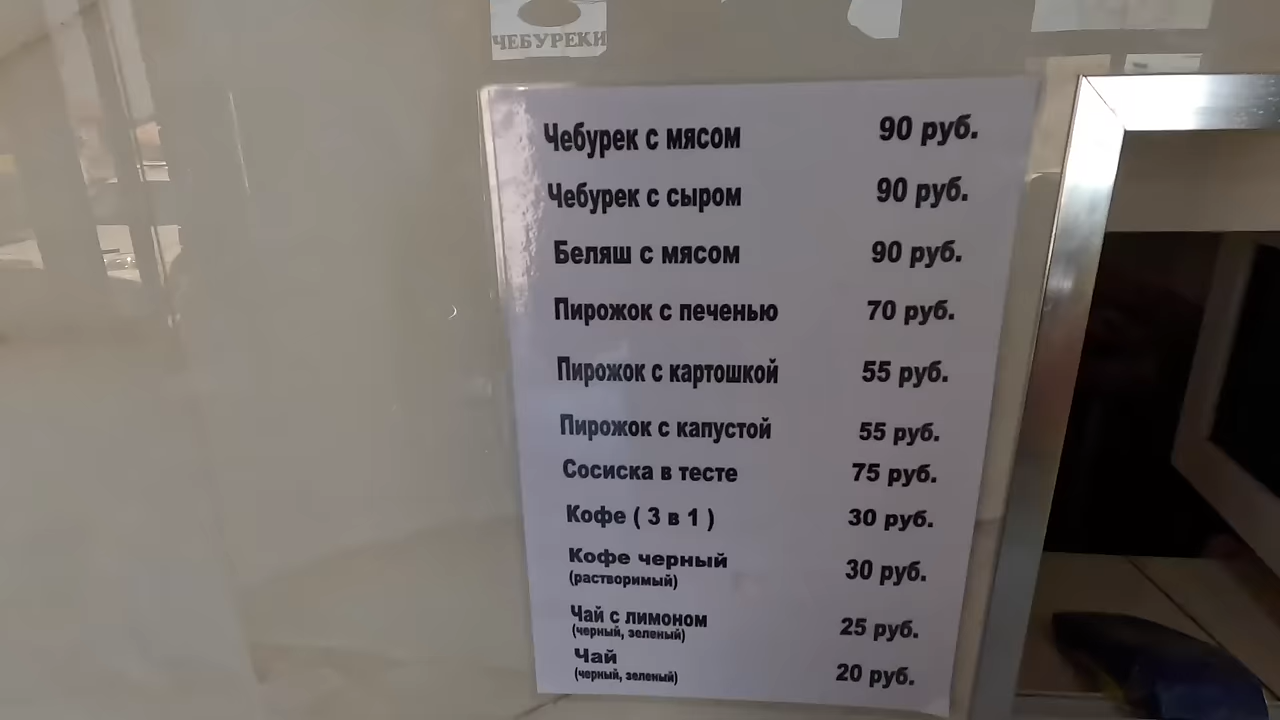 ЧЕБУРЕКИ
Чебурек с мясом 90 руб.
Чебурек с сыром 90 руб.
Беляш с мясом 90 руб.
Пирожок с печенью 70 руб.
Пирожок с картошкой 55 руб.
Пирожок с капустой 55 руб.
Сосиска в тесте 75 руб.
Кофе ( 3 в 1 ) 30 руб.
Кофе черный 30 руб.
(растворимый)
Чай с лимоном 25 руб.
(черный, зеленый)
Чай 20 руб.
(черный, зеленый)